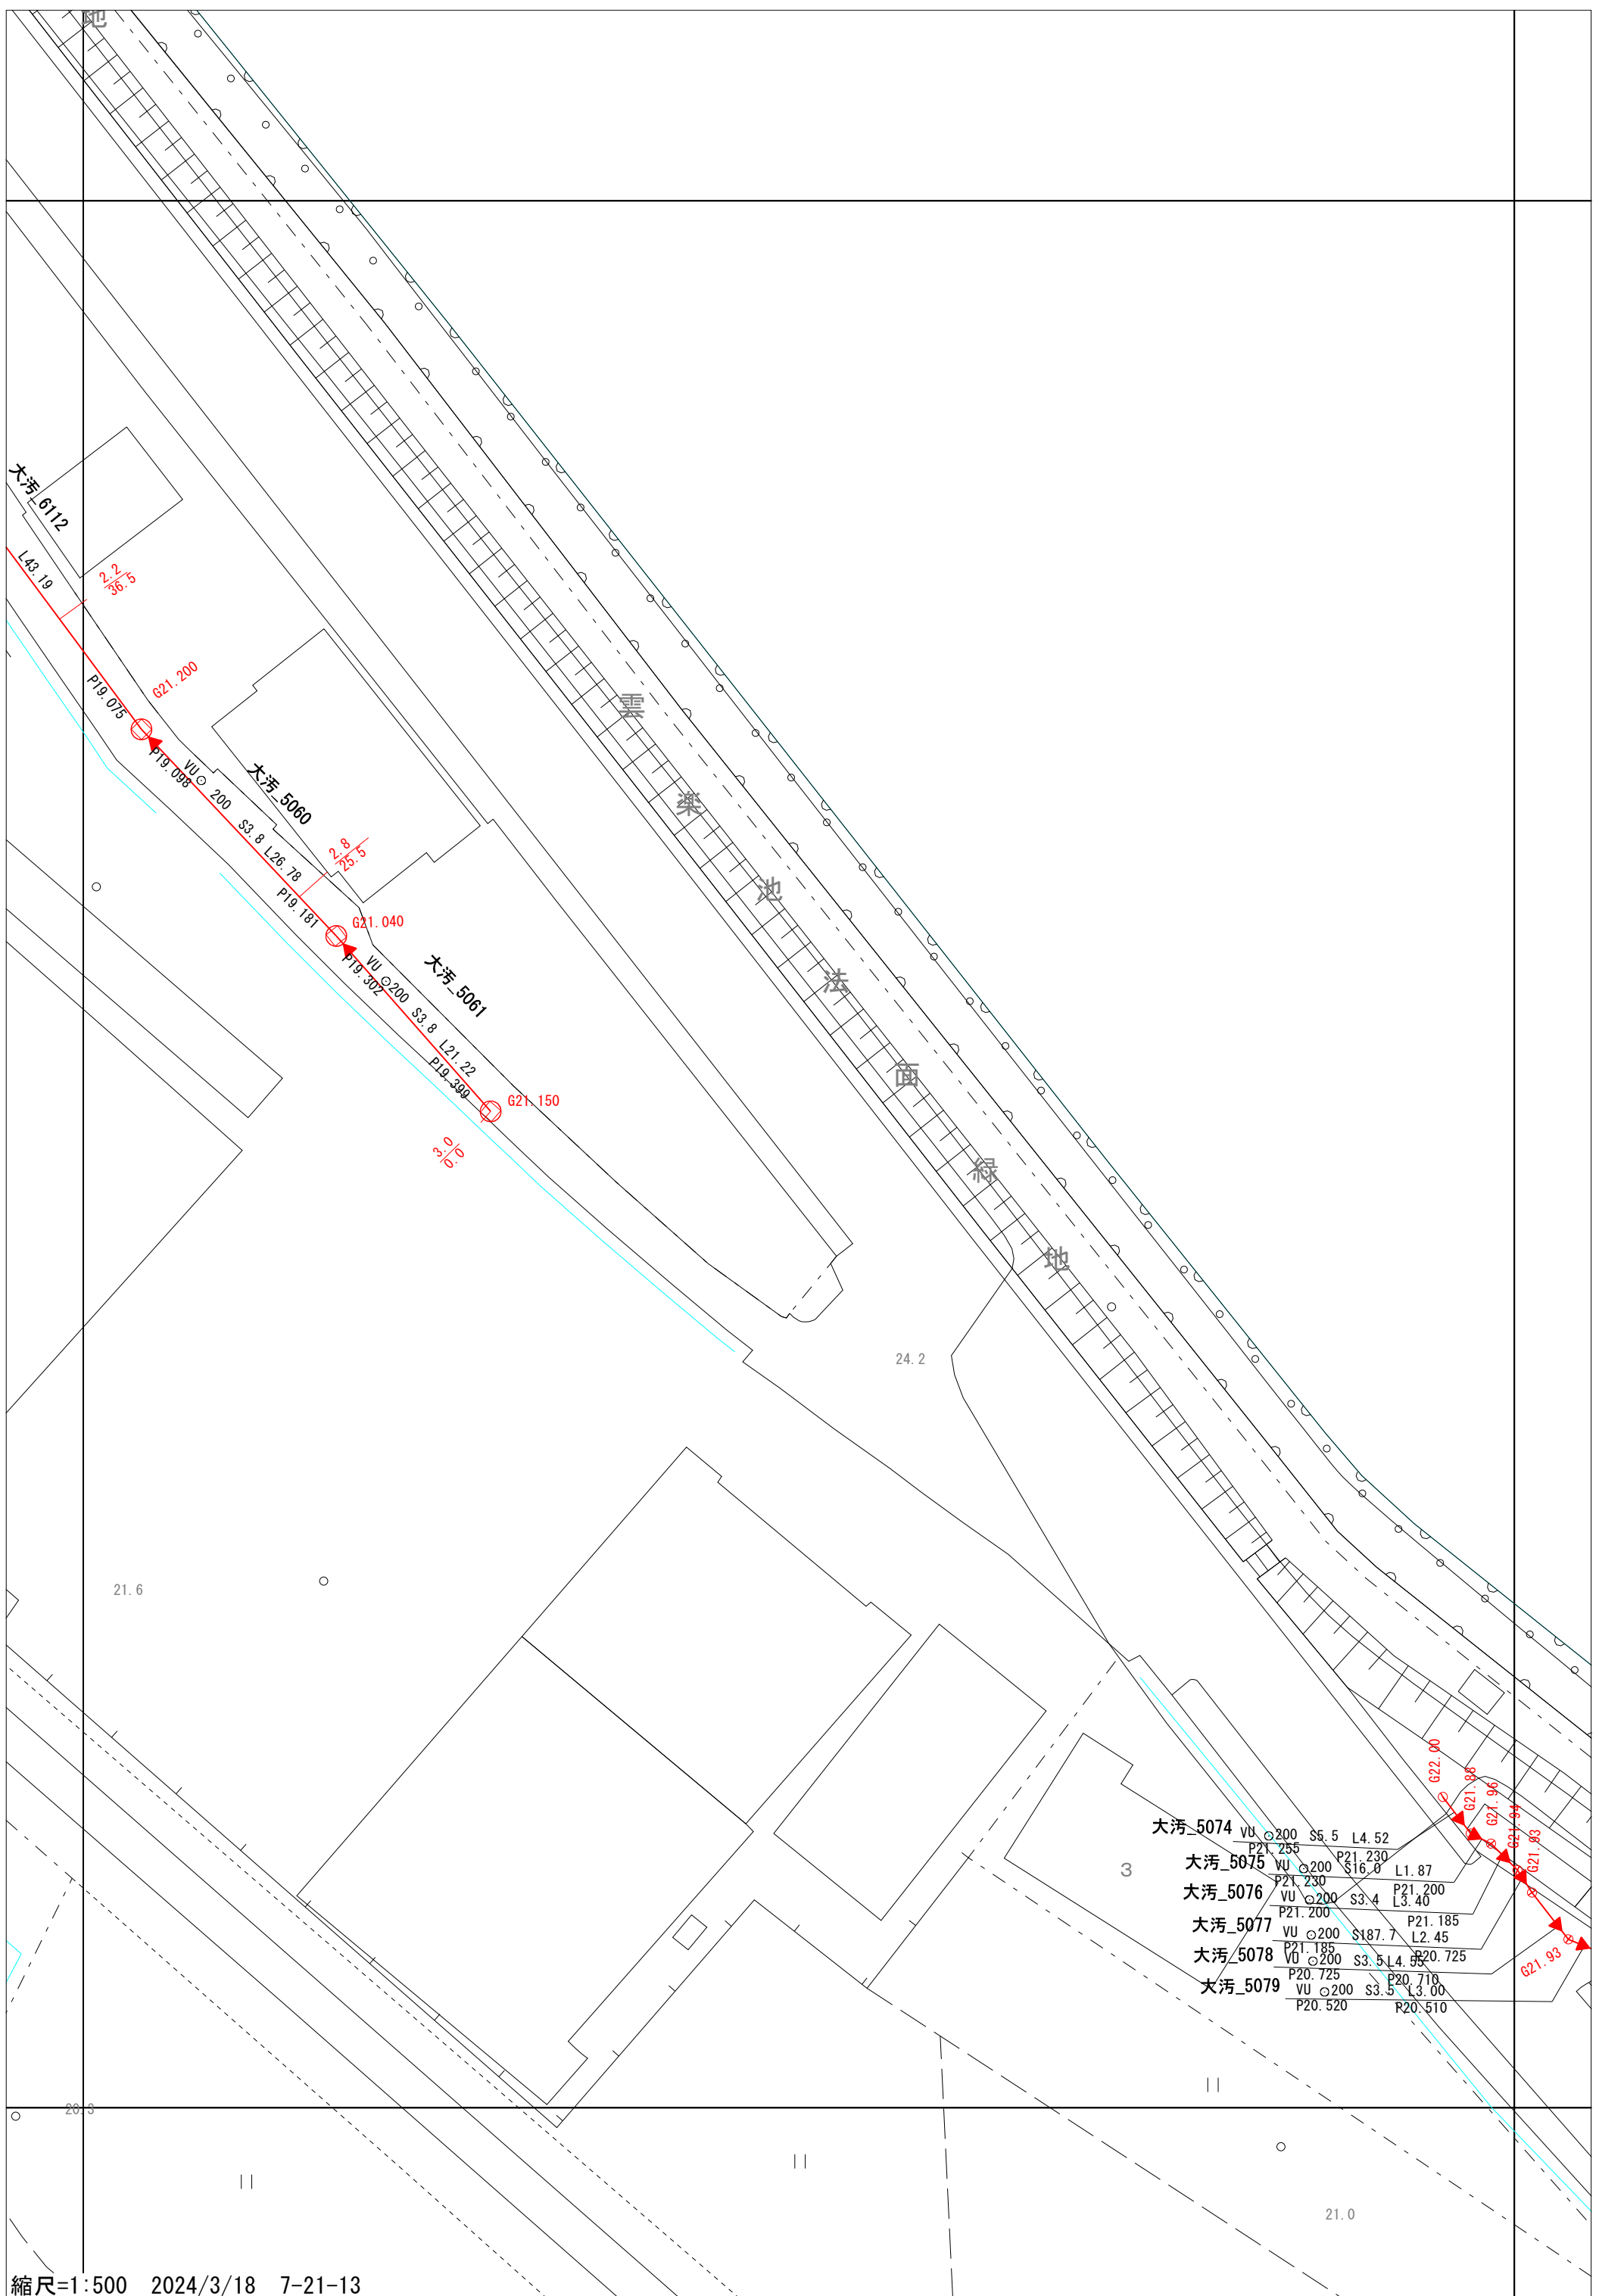 地
大汚_6112
L43.19
2.2
36.5
P19.075
G21.200
P19.098
VU 200 S3.8 L26.78
大汚_5060
2.8
25.5
P19.181
G21.040
P19.302
VU 200 S3.8 L21.22
大汚_5061
P19.399
G21.150
3.0
0.0
雲
楽
池
法
面
緑
地
24.2
21.6
G22.00
G21.88
G21.96
G21.94
G21.93
G21.93
大汚_5074 VU 200 S5.5 L4.52
P21.255 P21.230
大汚_5075 VU 200 S16.0 L1.87
P21.230 P21.200
大汚_5076 VU 200 S3.4 L3.40
P21.200 P21.185
大汚_5077 VU 200 S187.7 L2.45
P21.185 P20.725
大汚_5078 VU 200 S3.5 L4.55
P20.725 P20.710
大汚_5079 VU 200 S3.5 L3.00
P20.520 P20.510
3
20.3
21.0
縮尺=1:500 2024/3/18 7-21-13